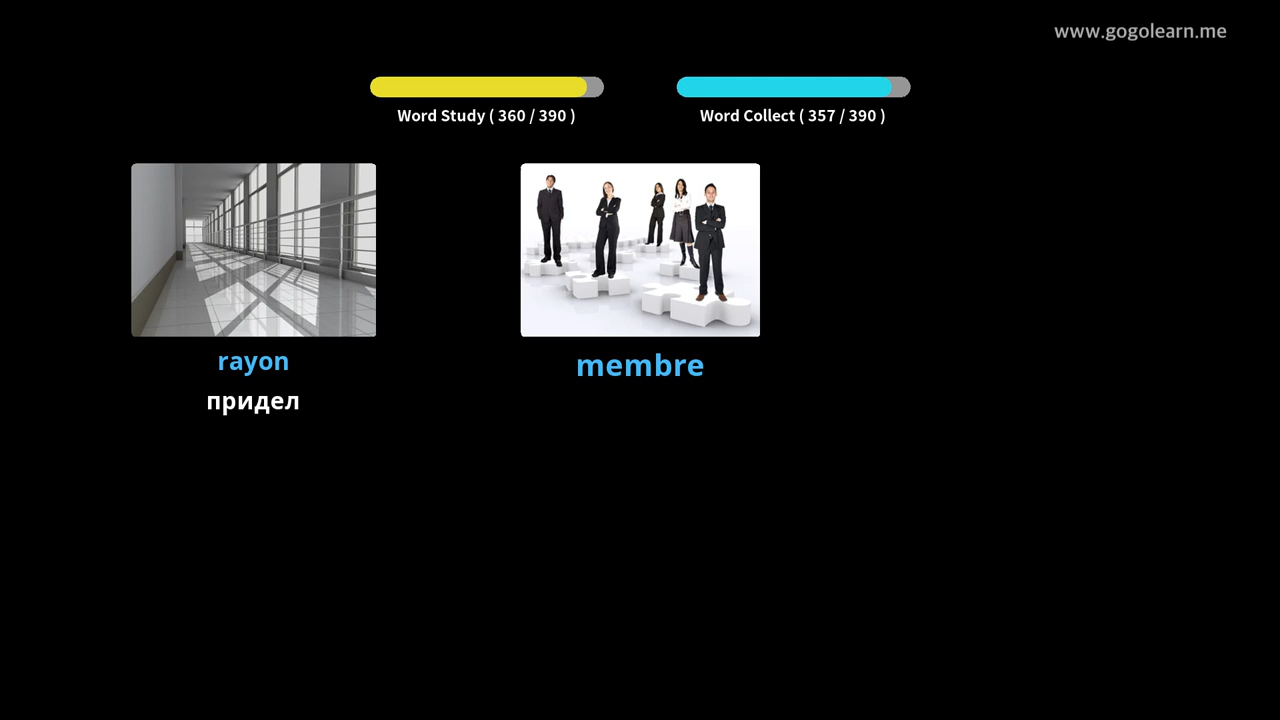 www.gogolearn.me
Word Study ( 360 / 390 )
Word Collect ( 357 / 390 )
rayon
придел
membre